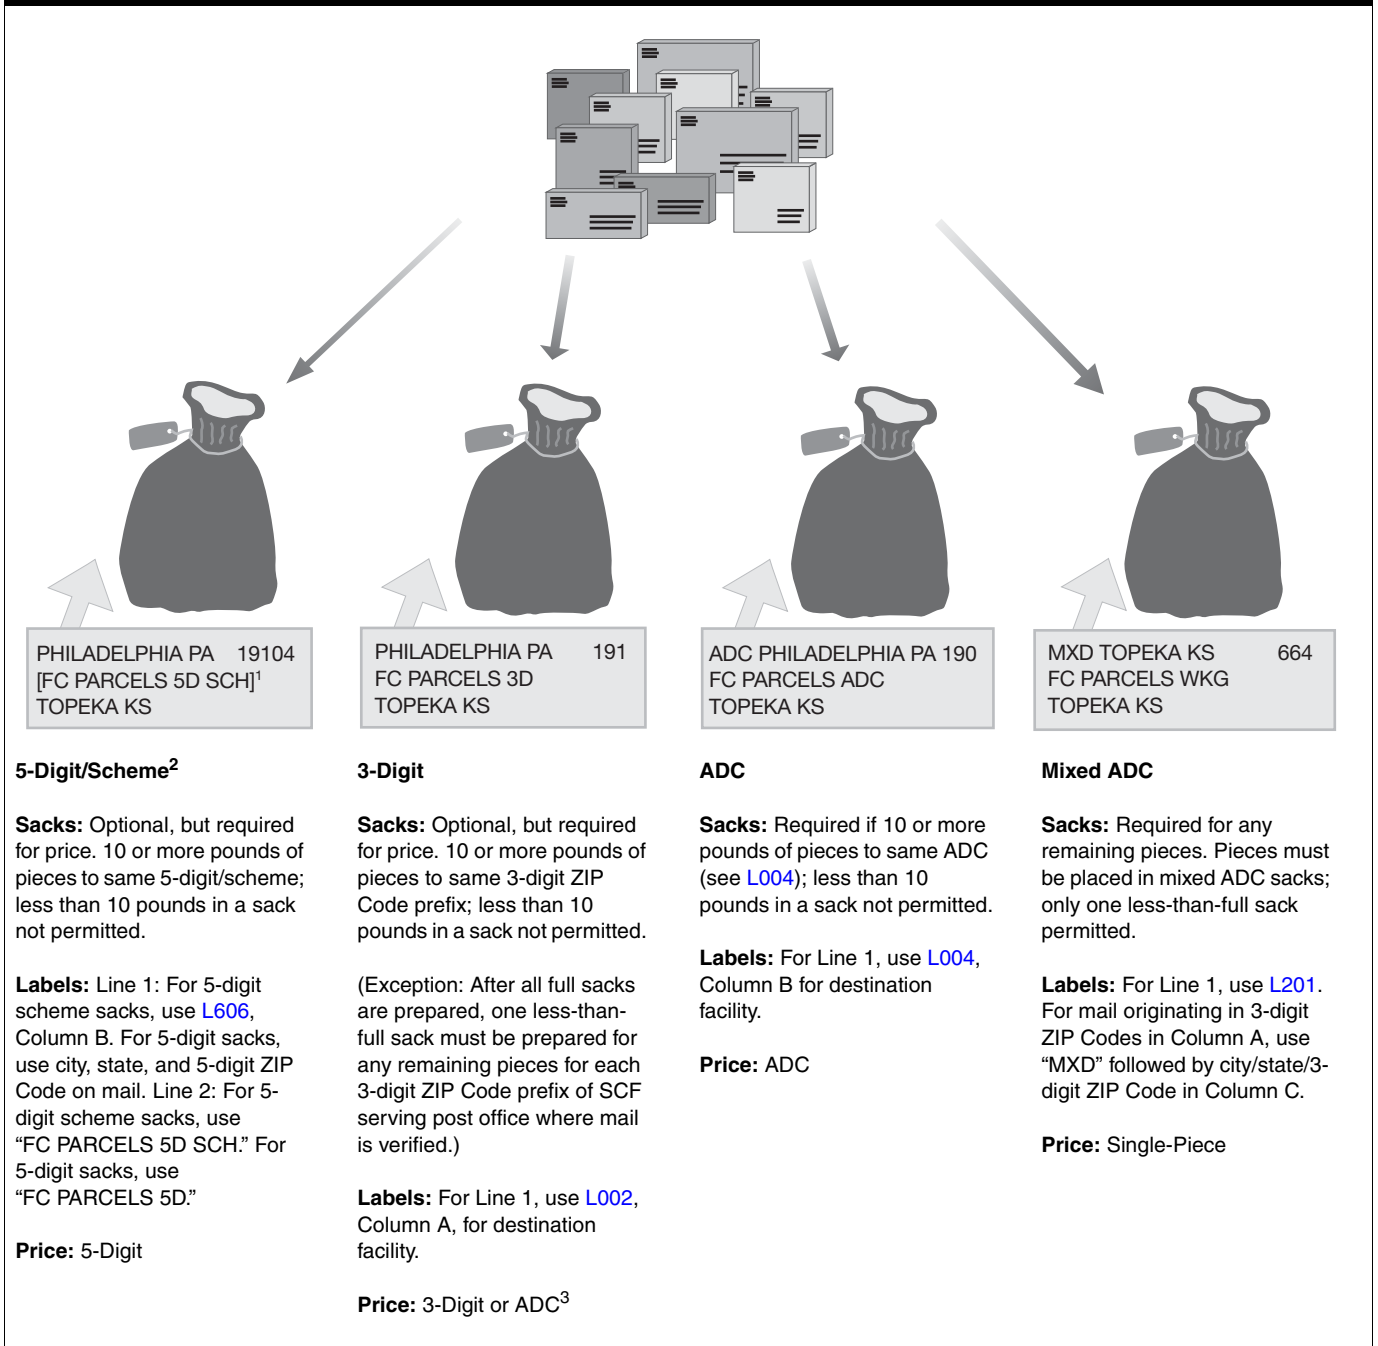 PHILADELPHIA PA 19104
[FC PARCELS 5D SCH]1
TOPEKA KS
PHILADELPHIA PA 191
FC PARCELS 3D
TOPEKA KS
ADC PHILADELPHIA PA 190
FC PARCELS ADC
TOPEKA KS
MXD TOPEKA KS 664
FC PARCELS WKG
TOPEKA KS
5-Digit/Scheme2
Sacks: Optional, but required
for price. 10 or more pounds of
pieces to same 5-digit/scheme;
less than 10 pounds in a sack
not permitted.
Labels: Line 1: For 5-digit
scheme sacks, use L606,
Column B. For 5-digit sacks,
use city, state, and 5-digit ZIP
Code on mail. Line 2: For 5-
digit scheme sacks, use
“FC PARCELS 5D SCH.” For
5-digit sacks, use
“FC PARCELS 5D.”
Price: 5-Digit
3-Digit
Sacks: Optional, but required
for price. 10 or more pounds of
pieces to same 3-digit ZIP
Code prefix; less than 10
pounds in a sack not permitted.
(Exception: After all full sacks
are prepared, one less-than-
full sack must be prepared for
any remaining pieces for each
3-digit ZIP Code prefix of SCF
serving post office where mail
is verified.)
Labels: For Line 1, use L002,
Column A, for destination
facility.
Price: 3-Digit or ADC3
ADC
Sacks: Required if 10 or more
pounds of pieces to same ADC
(see L004); less than 10
pounds in a sack not permitted.
Labels: For Line 1, use L004,
Column B for destination
facility.
Price: ADC
Mixed ADC
Sacks: Required for any
remaining pieces. Pieces must
be placed in mixed ADC sacks;
only one less-than-full sack
permitted.
Labels: For Line 1, use L201.
For mail originating in 3-digit
ZIP Codes in Column A, use
“MXD” followed by city/state/3-
digit ZIP Code in Column C.
Price: Single-Piece